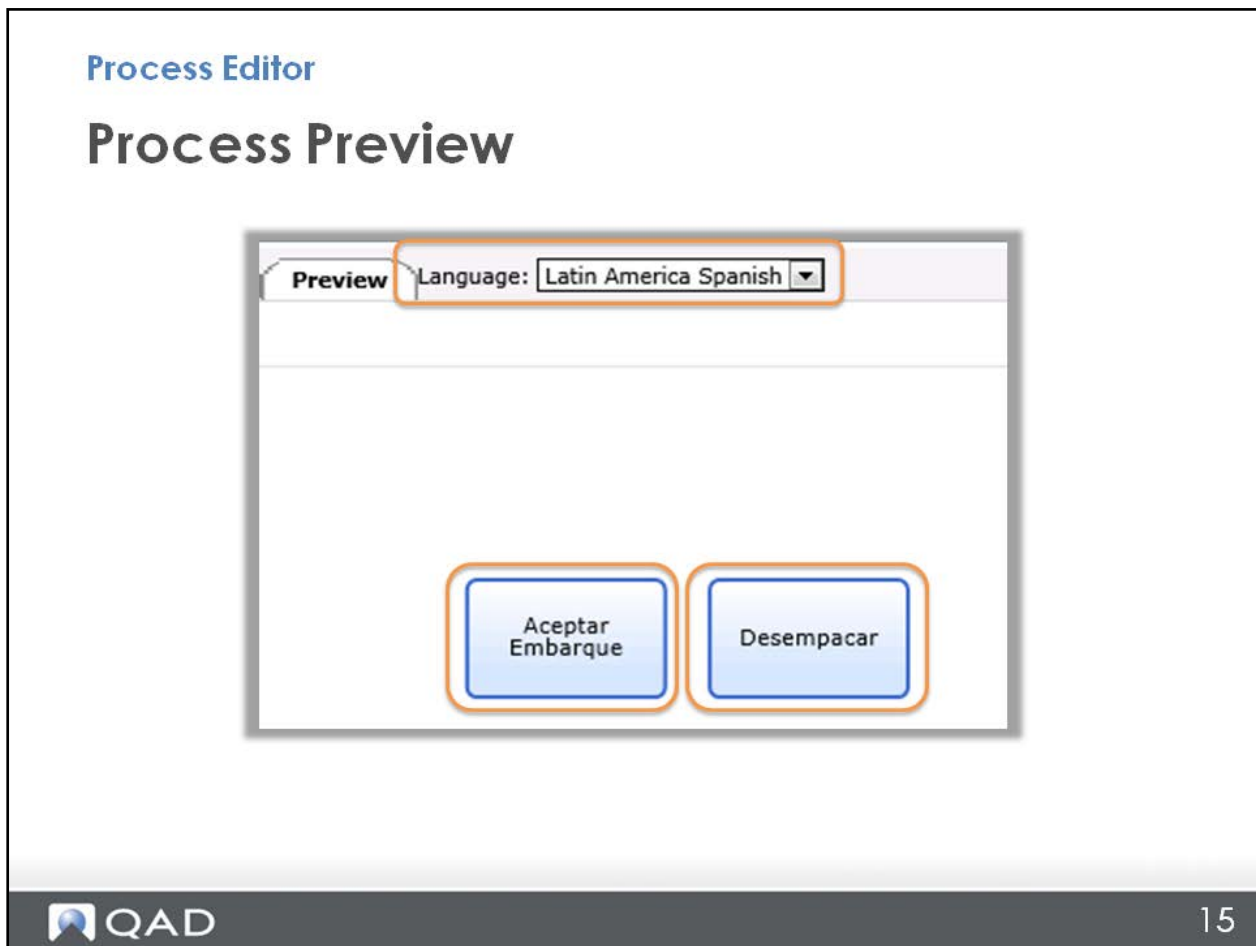 Process Editor
Process Preview
Preview Language: Latin America Spanish
Aceptar
Embarque
Desempacar
QAD 15